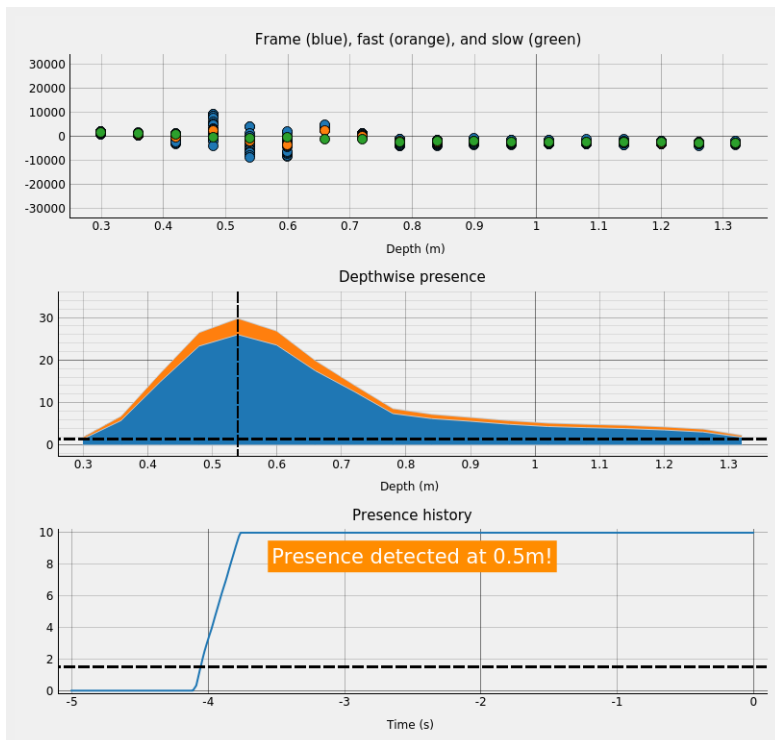 Frame (blue), fast (orange), and slow (green)
30000
20000
10000
0
-10000
-20000
-30000
0.3 0.4 0.5 0.6 0.7 0.8 0.9 1 1.1 1.2 1.3
Depth (m)
Depthwise presence
30
20
10
0
0.3 0.4 0.5 0.6 0.7 0.8 0.9 1 1.1 1.2 1.3
Depth (m)
Presence history
10
Presence detected at 0.5m!
8
6
4
2
0
-5 -4 -3 -2 -1 0
Time (s)